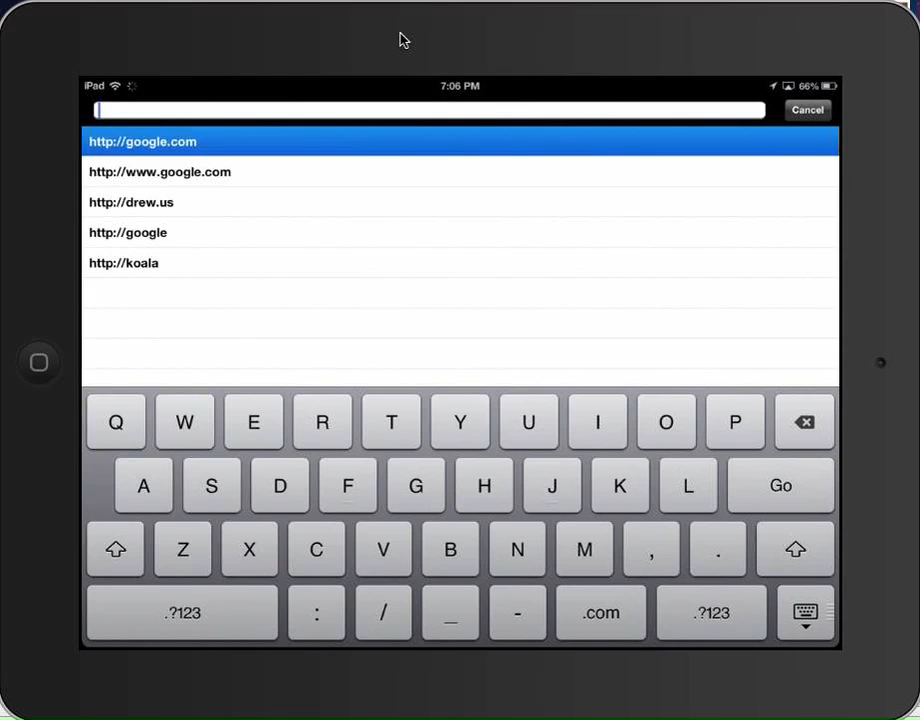 iPad 7:06 PM 66%
Cancel
http://google.com
http://www.google.com
http://drew.us
http://google
http://koala
Q W E R T Y U I O P
A S D F G H J K L Go
Z X C V B N M , .
.?123 : / _ - .com .?123